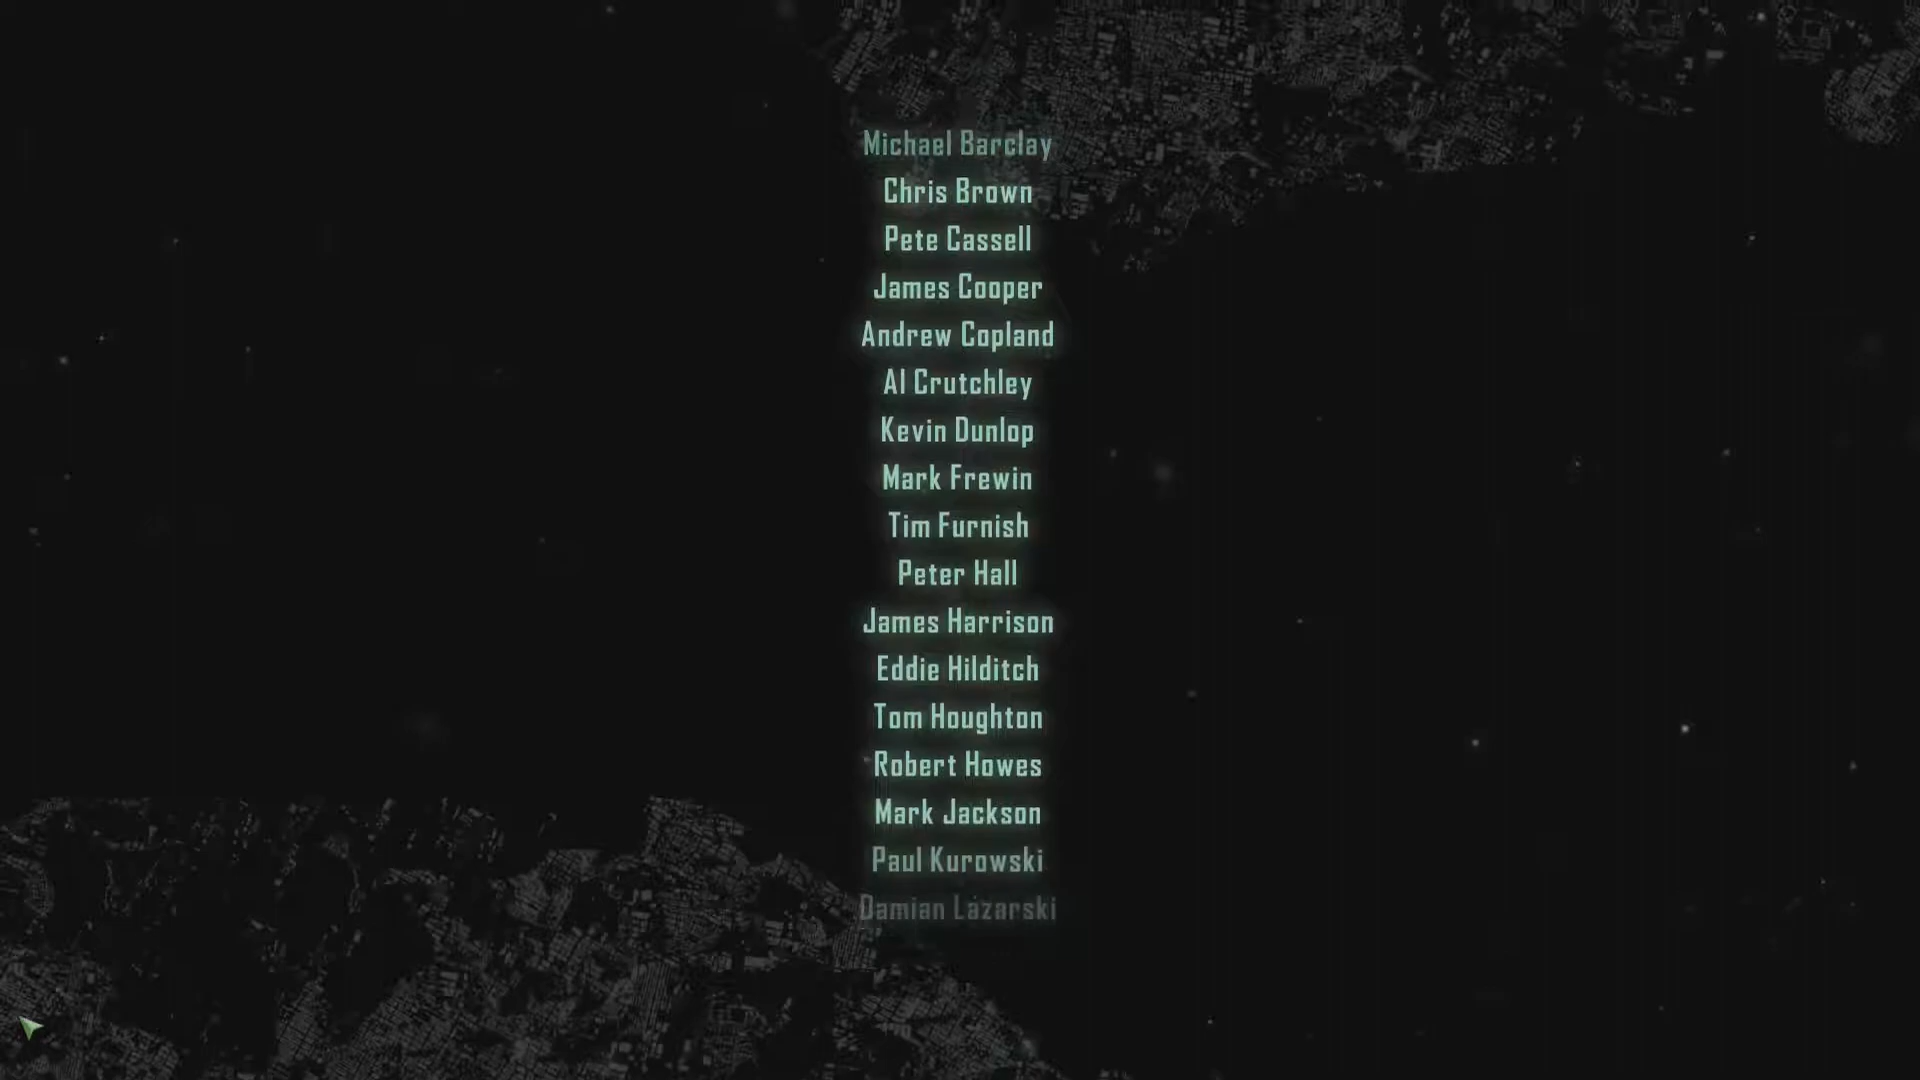 Michael Barclay
Chris Brown
Pete Cassell
James Cooper
Andrew Copland
Al Crutchley
Kevin Dunlop
Mark Frewin
Tim Furnish
Peter Hall
James Harrison
Eddie Hilditch
Tom Houghton
Robert Howes
Mark Jackson
Paul Kurowski
Damian Lazarski